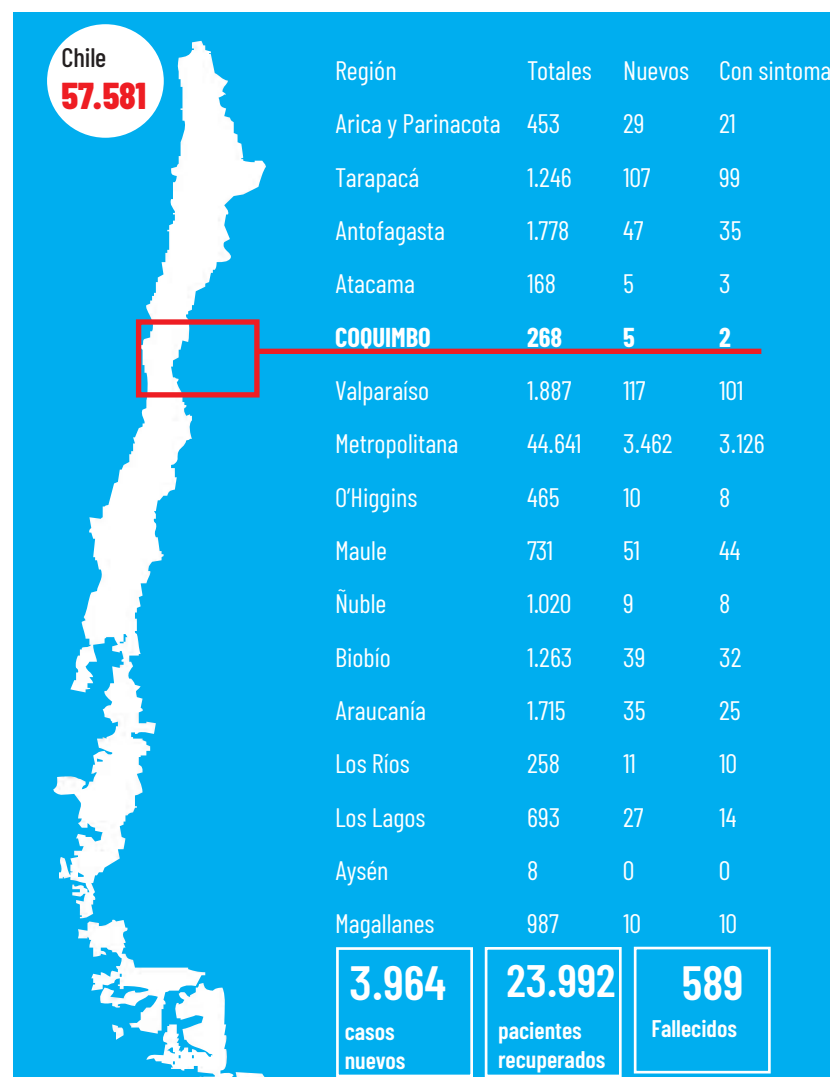 Chile
57.581
Región Totales Nuevos Con sintoma
Arica y Parinacota 453 29 21
Tarapacá 1.246 107 99
Antofagasta 1.778 47 35
Atacama 168 5 3
COQUIMBO 268 5 2
Valparaíso 1.887 117 101
Metropolitana 44.641 3.462 3.126
O'Higgins 465 10 8
Maule 731 51 44
Ñuble 1.020 9 8
Biobío 1.263 39 32
Araucanía 1.715 35 25
Los Ríos 258 11 10
Los Lagos 693 27 14
Aysén 8 0 0
Magallanes 987 10 10
3.964
casos
nuevos
23.992
pacientes
recuperados
589
Fallecidos